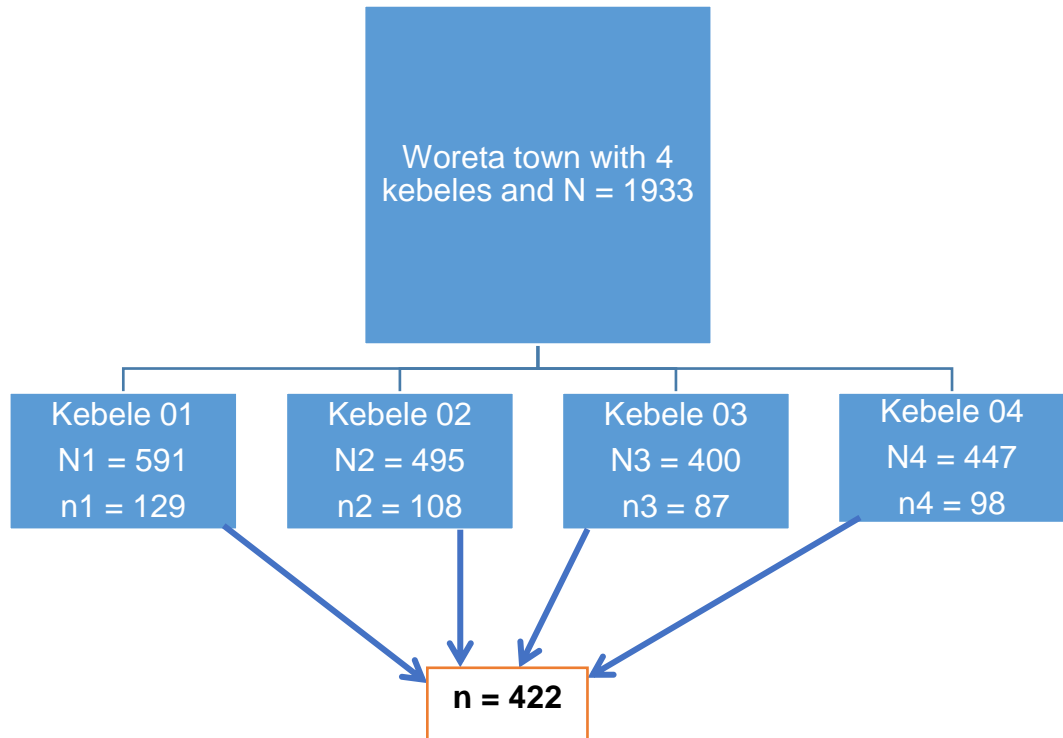 Woreta town with 4
kebeles and N = 1933
Kebele 01
N1 = 591
n1 = 129
Kebele 02
N2 = 495
n2 = 108
Kebele 03
N3 = 400
n3 = 87
Kebele 04
N4 = 447
n4 = 98
n = 422